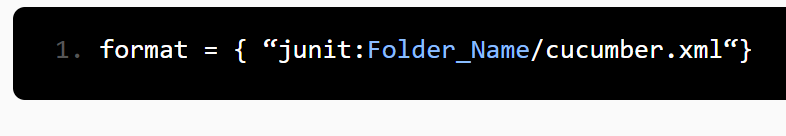 1. format = { “junit:Folder_Name/cucumber.xml“}